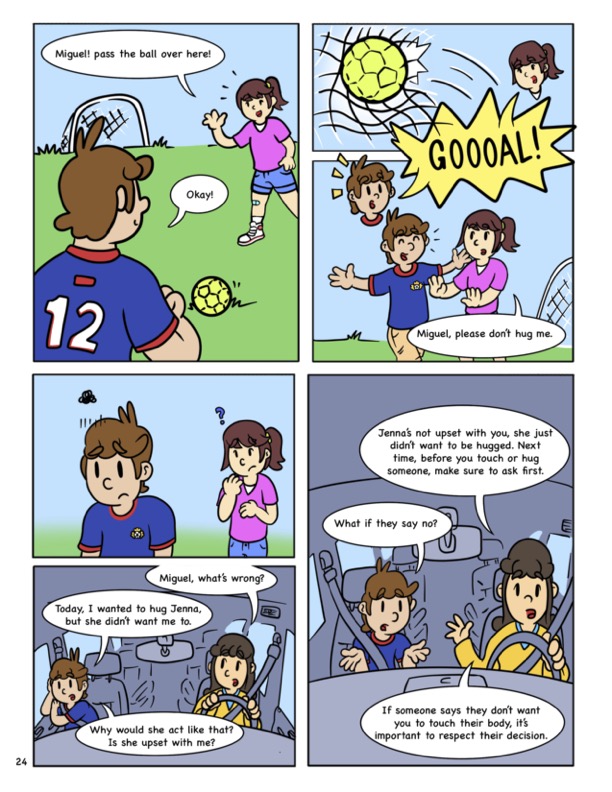 Miguel! pass the ball over here!
Okay!
12
GOOOAL!
Miguel, please don't hug me.
?
Miguel, what's wrong?
Today, I wanted to hug Jenna,
but she didn't want me to.
Why would she act like that?
Is she upset with me?
Jenna's not upset with you, she just
didn't want to be hugged. Next
time, before you touch or hug
someone, make sure to ask first.
What if they say no?
If someone says they don't want
you to touch their body, it's
important to respect their decision.
24